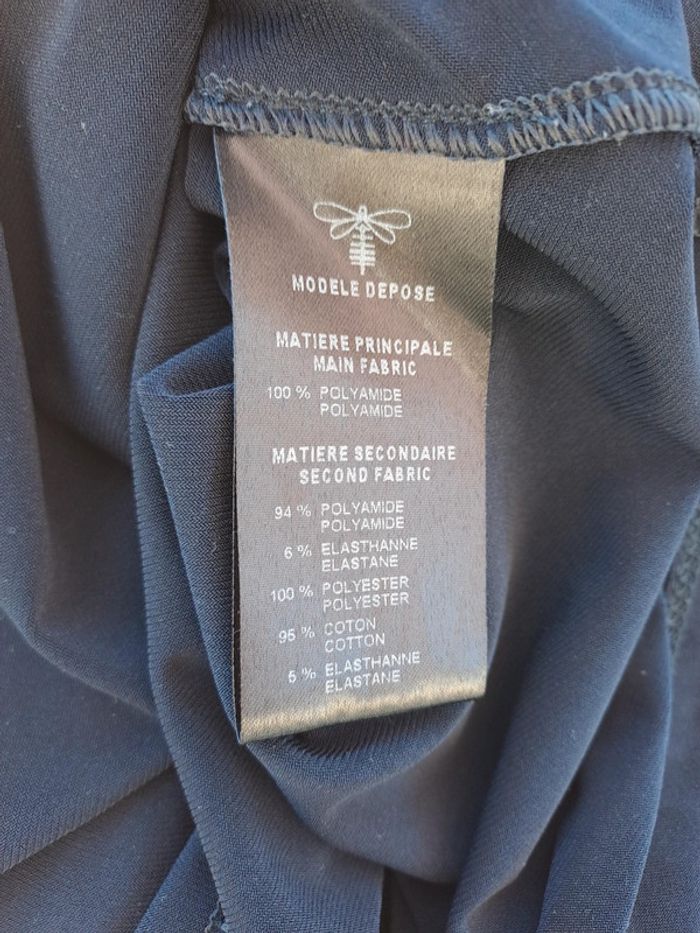 MODELE DEPOSE
MATIERE PRINCIPALE
MAIN FABRIC
100 % POLYAMIDE
POLYAMIDE
MATIERE SECONDAIRE
SECOND FABRIC
94 % POLYAMIDE
POLYAMIDE
6 % ELASTHANNE
ELASTANE
100 % POLYESTER
POLYESTER
95 % COTON
COTTON
5 % ELASTHANNE
ELASTANE